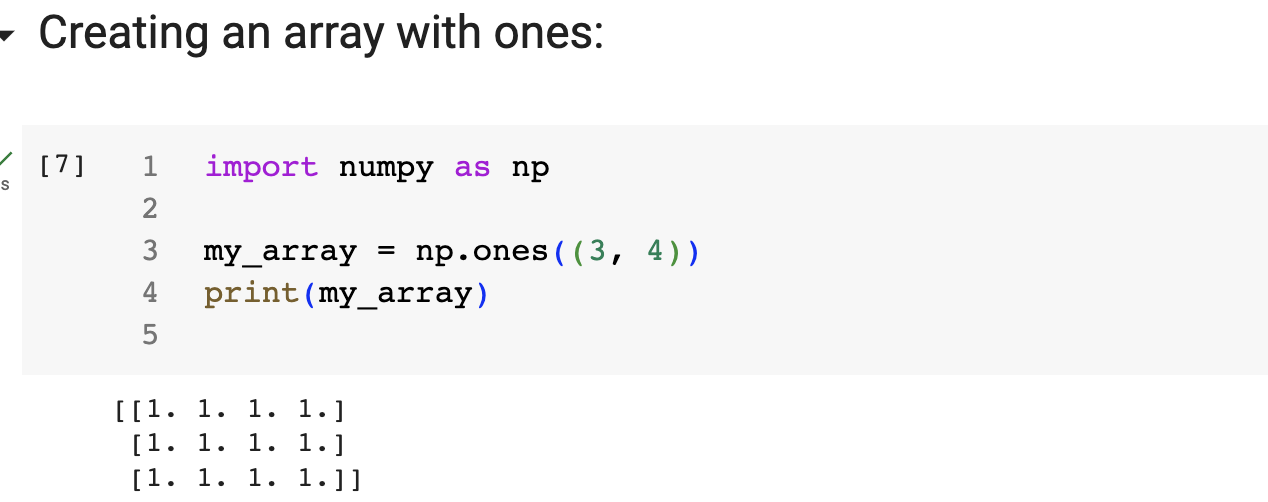 Creating an array with ones:
s
[7]
1 import numpy as np
2
3 my_array = np.ones((3, 4))
4 print(my_array)
5
[[1. 1. 1. 1.]
 [1. 1. 1. 1.]
 [1. 1. 1. 1.]]